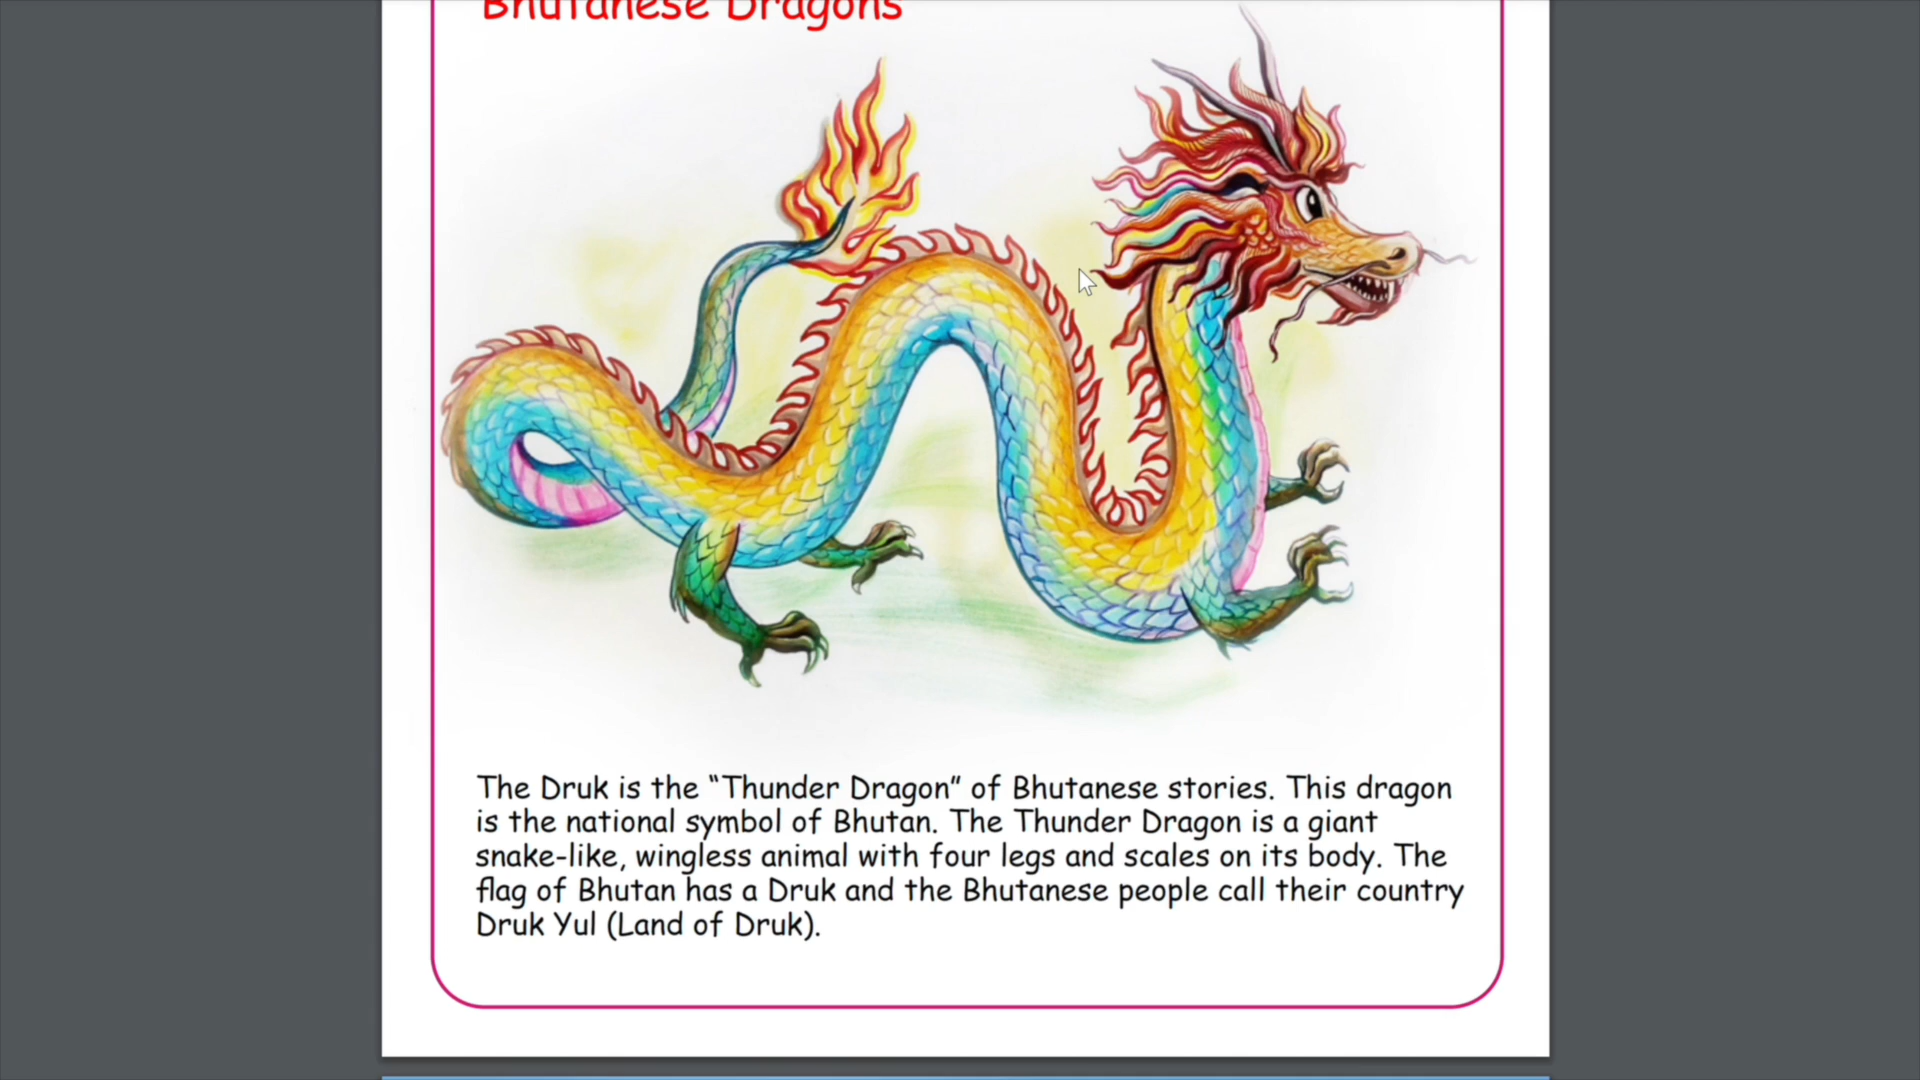 Bhutanese Dragons
The Druk is the “Thunder Dragon” of Bhutanese stories. This dragon
is the national symbol of Bhutan. The Thunder Dragon is a giant
snake-like, wingless animal with four legs and scales on its body. The
flag of Bhutan has a Druk and the Bhutanese people call their country
Druk Yul (Land of Druk).